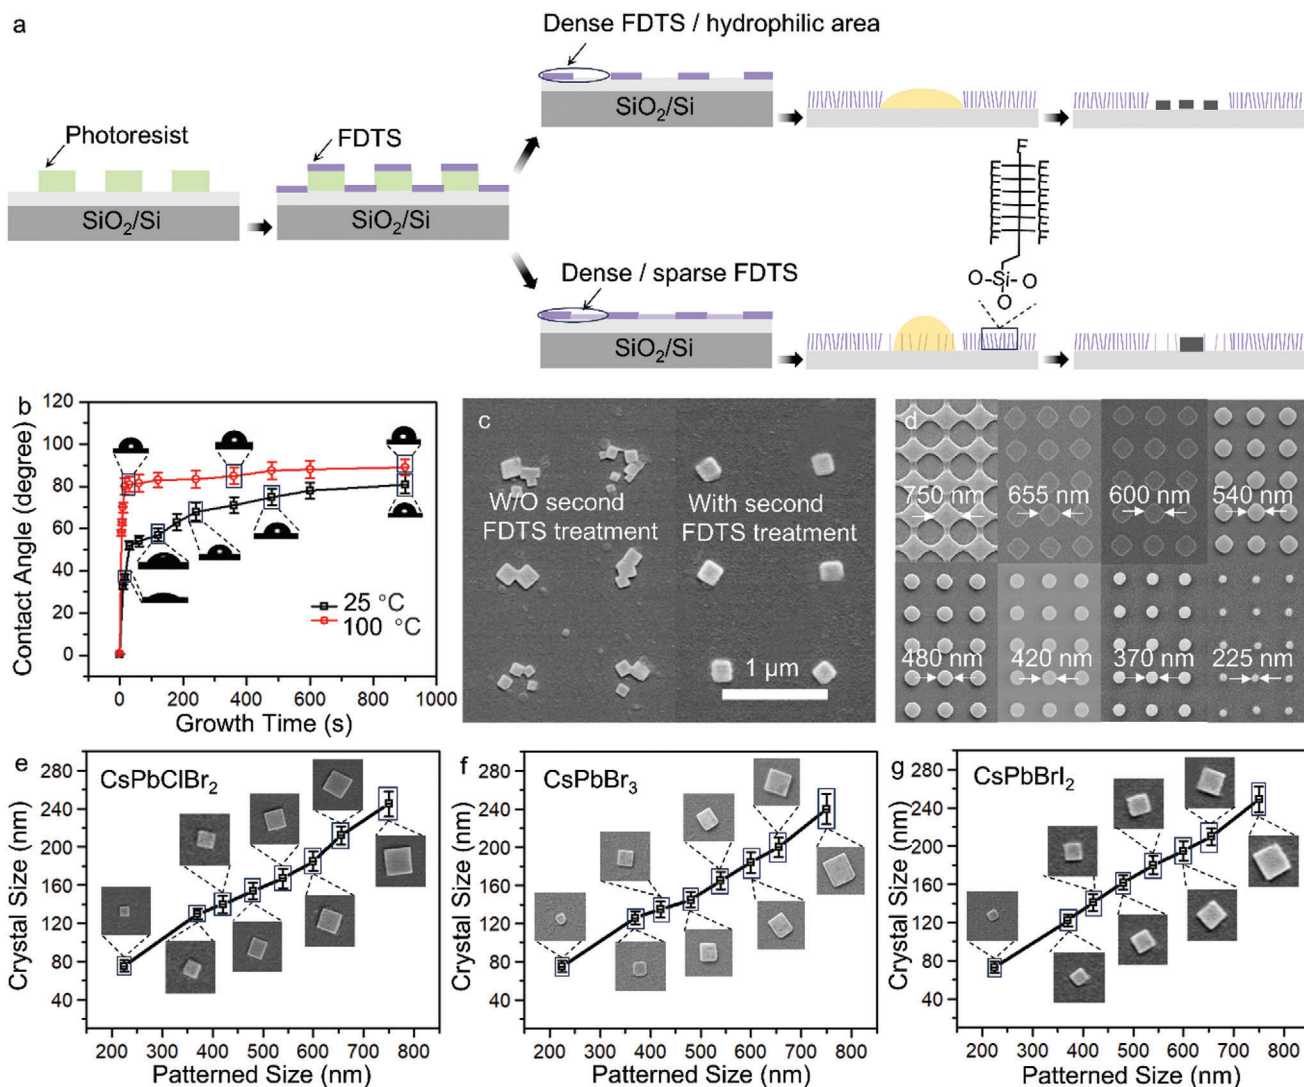 a
Dense FDTS / hydrophilic area
Photoresist
FDTS
SiO₂/Si
SiO₂/Si
SiO₂/Si
Dense / sparse FDTS
SiO₂/Si
F
F F
F F
F F
F F
F F
F F
F F
F F
O-Si-O
O
b
Contact Angle (degree)
120
100
80
60
40
20
0
25 °C
100 °C
0 200 400 600 800 1000
Growth Time (s)
c
W/O second
FDTS treatment
With second
FDTS treatment
1 μm
d
750 nm
655 nm
600 nm
540 nm
480 nm
420 nm
370 nm
225 nm
e
CsPbClBr₂
Crystal Size (nm)
280
240
200
160
120
80
40
200 300 400 500 600 700 800
Patterned Size (nm)
f
CsPbBr₃
Crystal Size (nm)
280
240
200
160
120
80
40
200 300 400 500 600 700 800
Patterned Size (nm)
g
CsPbBrI₂
Crystal Size (nm)
280
240
200
160
120
80
40
200 300 400 500 600 700 800
Patterned Size (nm)